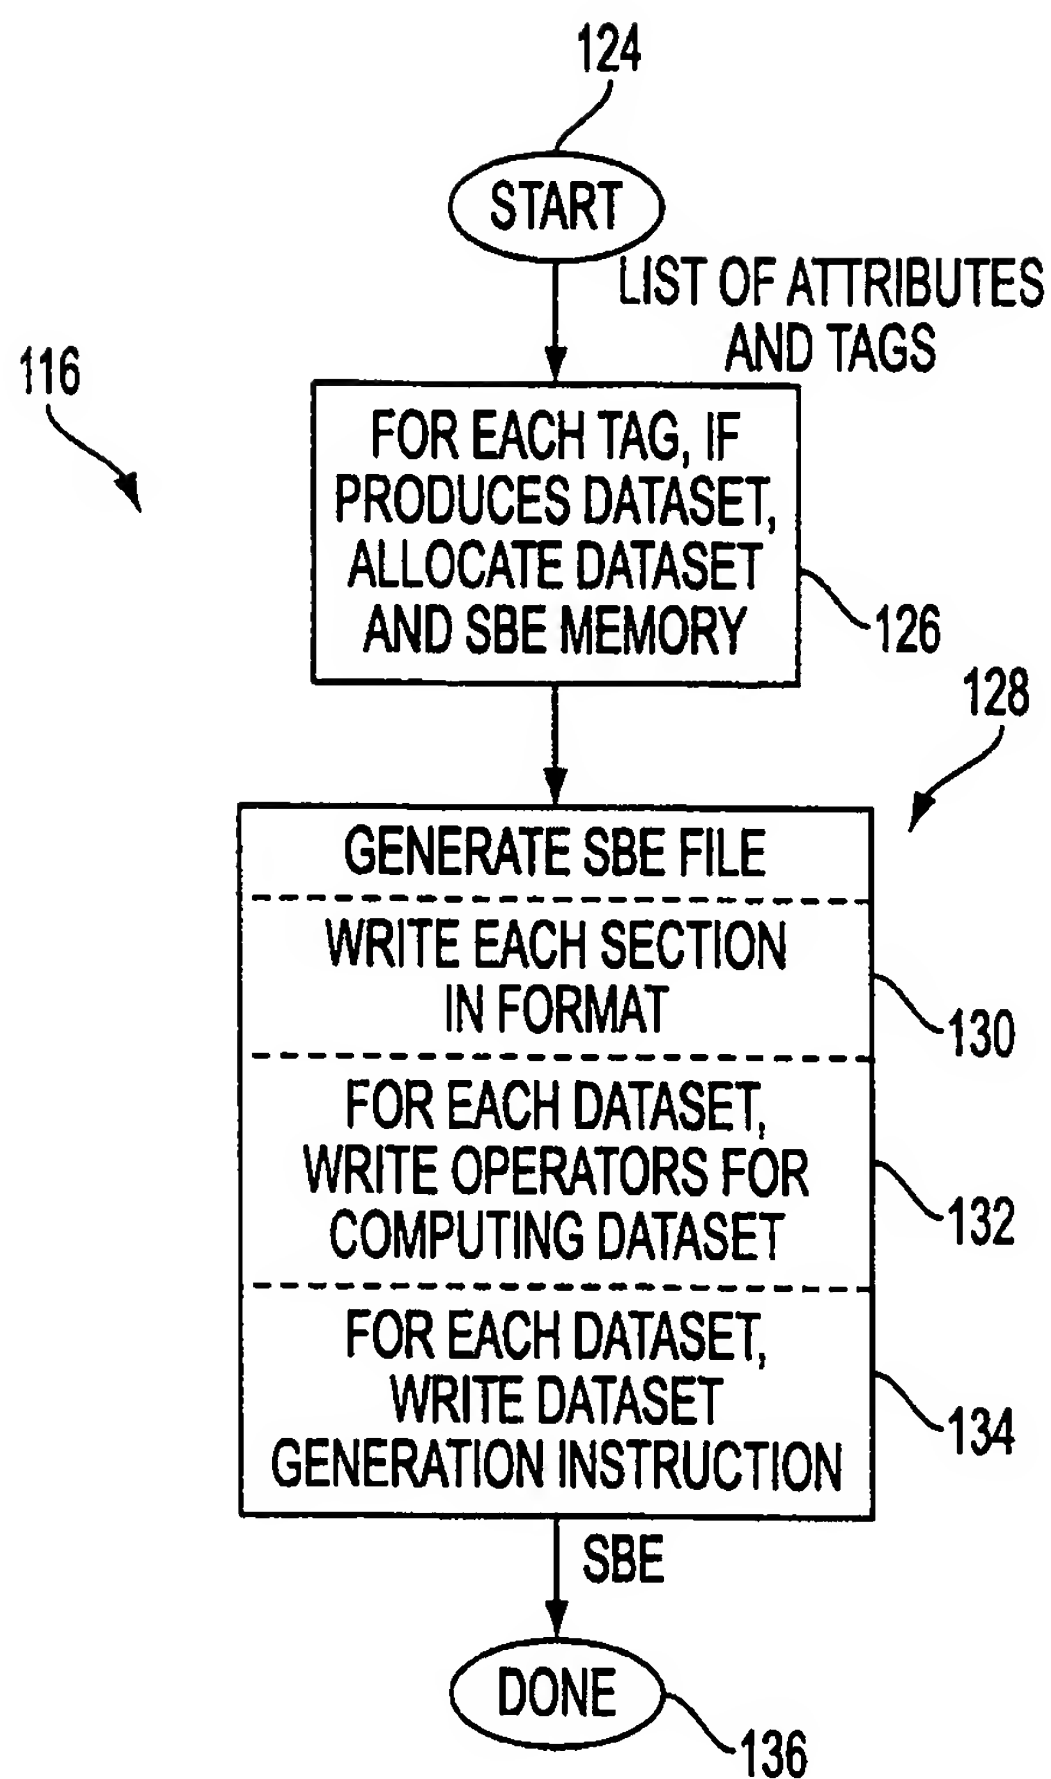 124
START
LIST OF ATTRIBUTES
AND TAGS
116
FOR EACH TAG, IF
PRODUCES DATASET,
ALLOCATE DATASET
AND SBE MEMORY
126
128
GENERATE SBE FILE
WRITE EACH SECTION
IN FORMAT
130
FOR EACH DATASET,
WRITE OPERATORS FOR
COMPUTING DATASET
132
FOR EACH DATASET,
WRITE DATASET
GENERATION INSTRUCTION
134
SBE
DONE
136